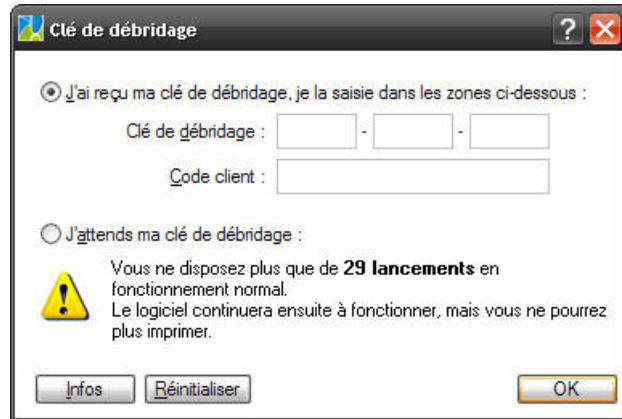 Clé de débridage
J'ai reçu ma clé de débridage, je la saisie dans les zones ci-dessous :
Clé de débridage :
-
-
Code client :
J'attends ma clé de débridage :
Vous ne disposez plus que de 29 lancements en
fonctionnement normal.
Le logiciel continuera ensuite à fonctionner, mais vous ne pourrez
plus imprimer.
Infos
Réinitialiser
OK